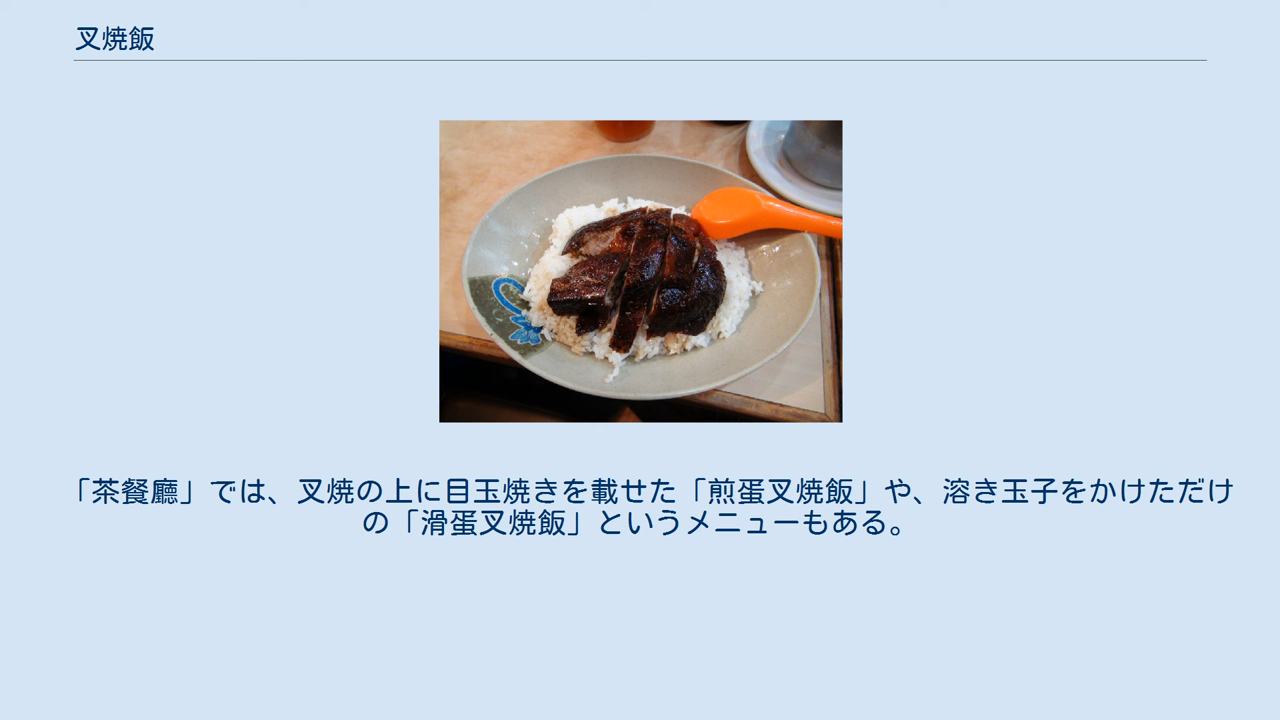 叉焼飯
「茶餐廳」では、叉焼の上に目玉焼きを載せた「煎蛋叉焼飯」や、溶き玉子をかけただけ
の「滑蛋叉焼飯」というメニューもある。